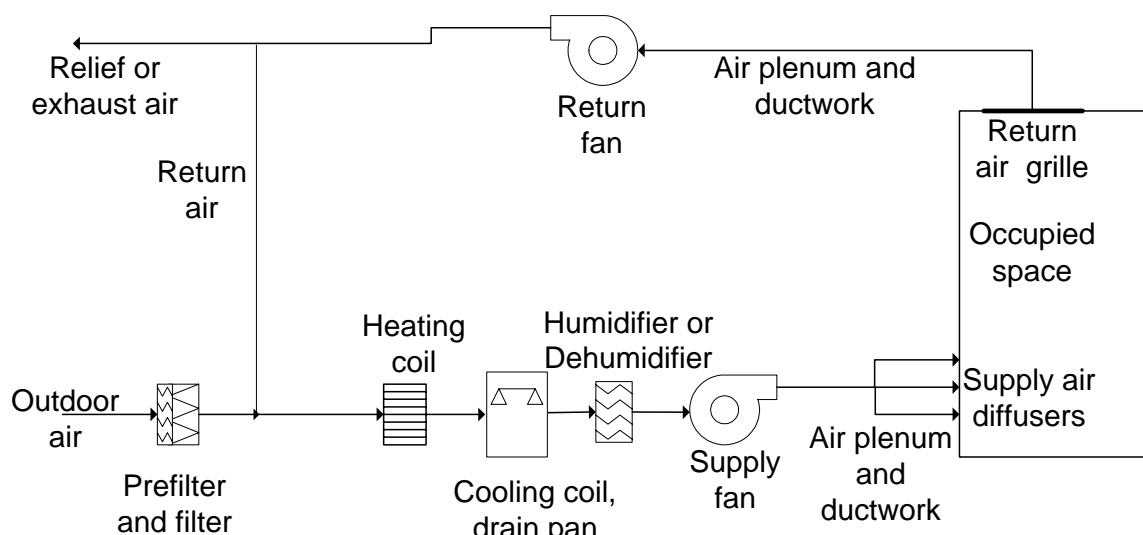 Relief or
exhaust air
Return
fan
Air plenum and
ductwork
Return
air grille
Return
air
Occupied
space
Heating
coil
Humidifier or
Dehumidifier
Outdoor
air
Supply air
diffusers
Prefilter
and filter
Cooling coil,
drain pan
Supply
fan
Air plenum
and
ductwork